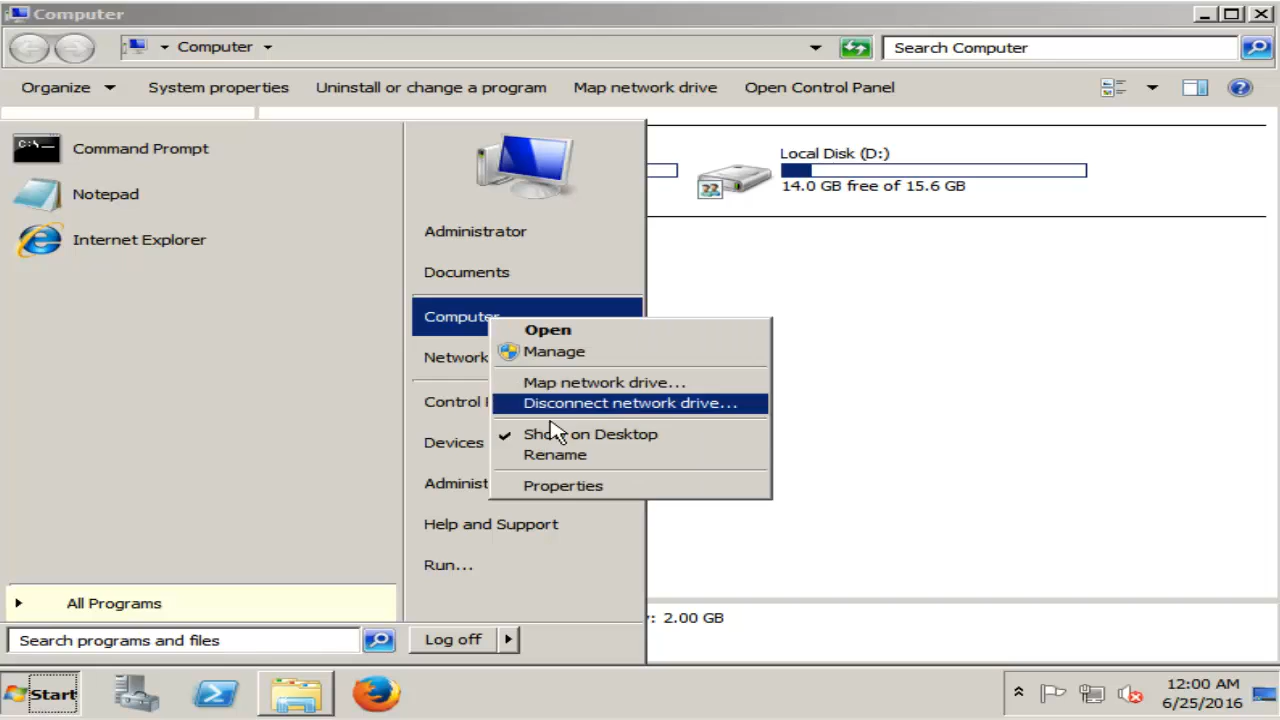 Computer
Computer
Search Computer
Organize
System properties
Uninstall or change a program
Map network drive
Open Control Panel
Command Prompt
Notepad
Internet Explorer
Local Disk (D:)
14.0 GB free of 15.6 GB
Administrator
Documents
Computer
Network
Control
Devices
Administ
Help and Support
Run...
Open
Manage
Map network drive...
Disconnect network drive...
Show on Desktop
Rename
Properties
All Programs
Search programs and files
Log off
: 2.00 GB
Start
12:00 AM
6/25/2016